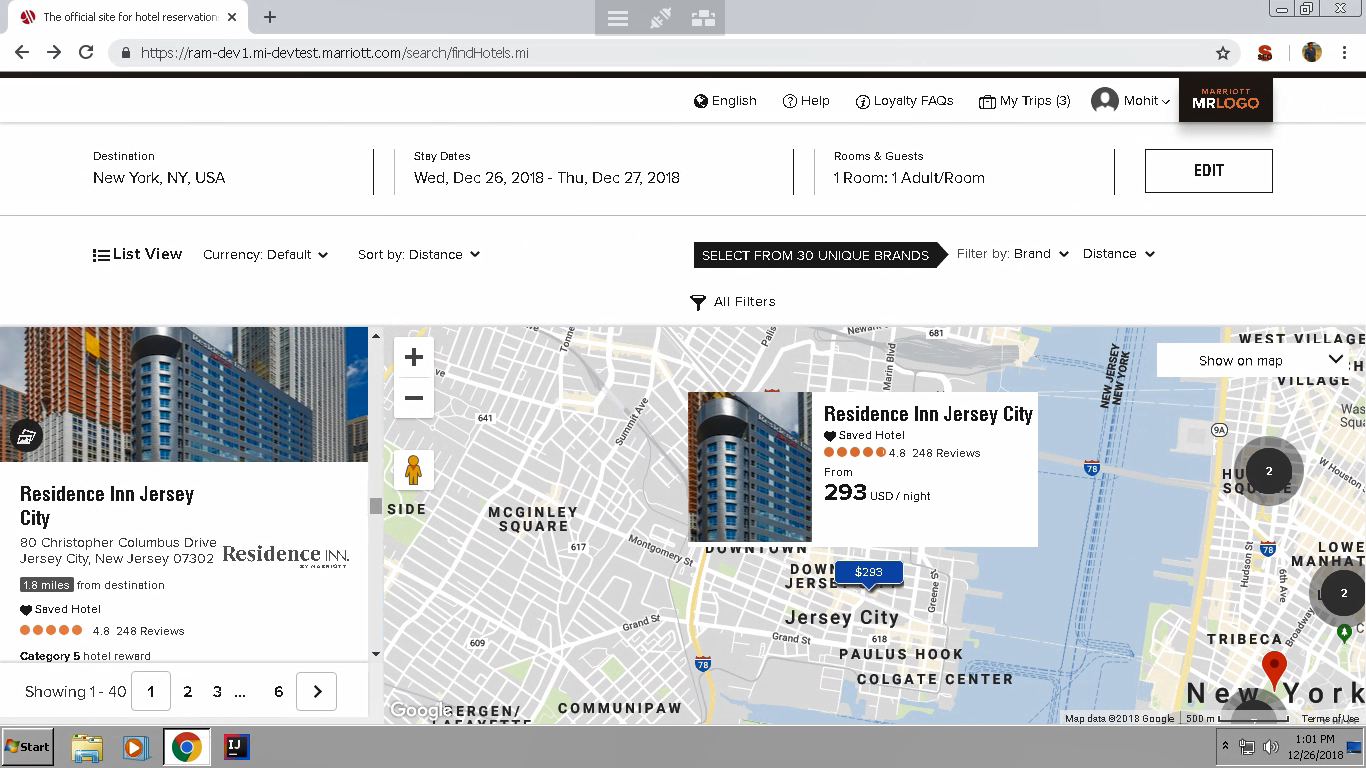 The official site for hotel reservation
https://ram-dev1.mi-devtest.marriott.com/search/findHotels.mi
English
Help
Loyalty FAQs
My Trips (3)
Mohit
MARRIOTT
MRLOGO
Destination
New York, NY, USA
Stay Dates
Wed, Dec 26, 2018 - Thu, Dec 27, 2018
Rooms & Guests
1 Room: 1 Adult/Room
EDIT
List View
Currency: Default
Sort by: Distance
SELECT FROM 30 UNIQUE BRANDS
Filter by: Brand
Distance
All Filters
Residence Inn Jersey
City
80 Christopher Columbus Drive
Jersey City, New Jersey 07302
Residence INN.
BY MARRIOTT
1.8 miles from destination
Saved Hotel
4.8 248 Reviews
Category 5 hotel reward
Showing 1 - 40
1
2
3
...
6
+
−
Show on map
Residence Inn Jersey City
Saved Hotel
4.8 248 Reviews
From
293 USD / night
$293
Tonne
Palis
Newark
681
Marin Blvd
NEW JERSEY
NEW YORK
WEST VILLAGE
VILLAGE
ve
641
Summit Ave
9A
78
2
W Houston St
SIDE
MCGINLEY
SQUARE
617
Montgomery St
DOWNTOWN
DOWN
JERSE
Jersey City
Greene St
Grand St
Grand St
618
609
PAULUS HOOK
COLGATE CENTER
78
78
Hudson St
6th Ave
LOWE
MANHAT
2
Broadway
TRIBECA
New York
COMMUNIPAW
BERGEN/
LAFAYETTE
Google
Map data ©2018 Google
500 m
Terms of Use
Start
IJ
1:01 PM
12/26/2018